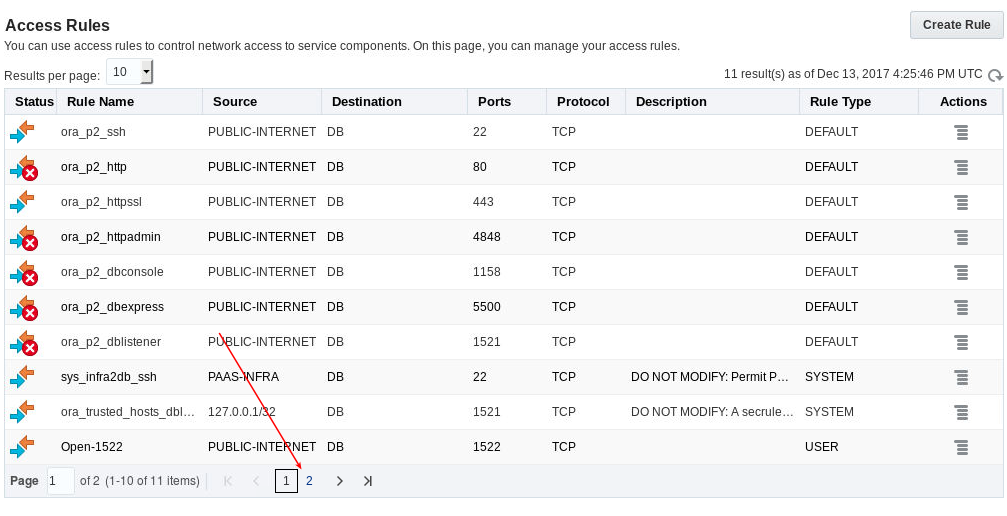 Access Rules
Create Rule
You can use access rules to control network access to service components. On this page, you can manage your access rules.
Results per page: 10
11 result(s) as of Dec 13, 2017 4:25:46 PM UTC
Status Rule Name Source Destination Ports Protocol Description Rule Type Actions
ora_p2_ssh PUBLIC-INTERNET DB 22 TCP DEFAULT
ora_p2_http PUBLIC-INTERNET DB 80 TCP DEFAULT
ora_p2_httpssl PUBLIC-INTERNET DB 443 TCP DEFAULT
ora_p2_httpadmin PUBLIC-INTERNET DB 4848 TCP DEFAULT
ora_p2_dbconsole PUBLIC-INTERNET DB 1158 TCP DEFAULT
ora_p2_dbexpress PUBLIC-INTERNET DB 5500 TCP DEFAULT
ora_p2_dblistener PUBLIC-INTERNET DB 1521 TCP DEFAULT
sys_infra2db_ssh PAAS-INFRA DB 22 TCP DO NOT MODIFY: Permit P... SYSTEM
ora_trusted_hosts_dbl... 127.0.0.1/32 DB 1521 TCP DO NOT MODIFY: A secrule... SYSTEM
Open-1522 PUBLIC-INTERNET DB 1522 TCP USER
Page 1 of 2 (1-10 of 11 items) 1 2